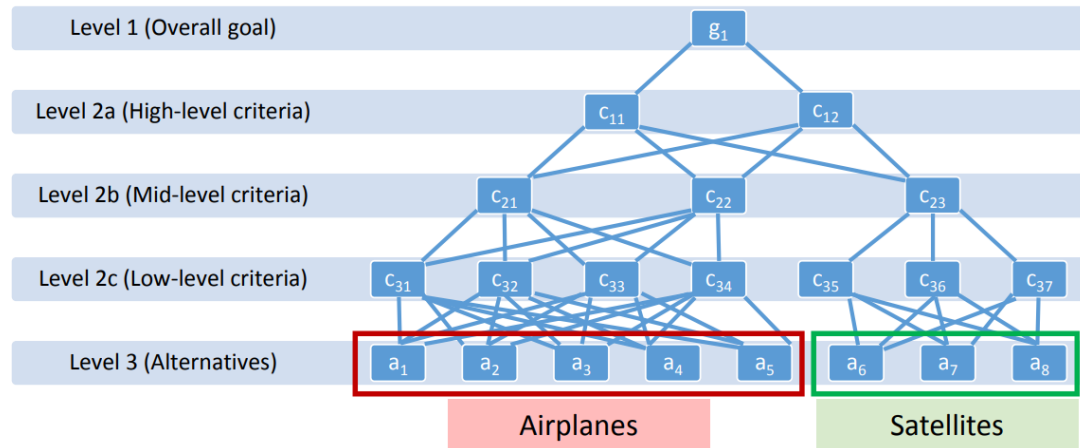 Level 1 (Overall goal)
g₁
Level 2a (High-level criteria)
c₁₁
c₁₂
Level 2b (Mid-level criteria)
c₂₁
c₂₂
c₂₃
Level 2c (Low-level criteria)
c₃₁
c₃₂
c₃₃
c₃₄
c₃₅
c₃₆
c₃₇
Level 3 (Alternatives)
a₁
a₂
a₃
a₄
a₅
a₆
a₇
a₈
Airplanes
Satellites